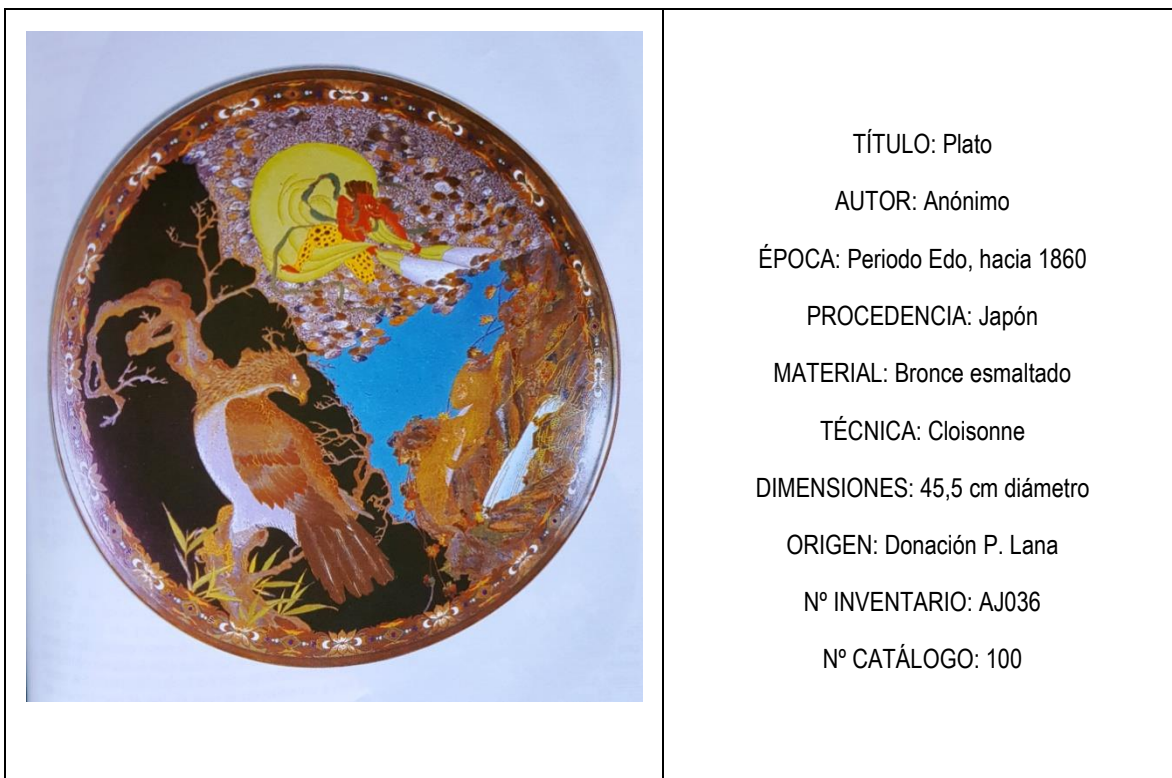 TÍTULO: Plato
AUTOR: Anónimo
ÉPOCA: Periodo Edo, hacia 1860
PROCEDENCIA: Japón
MATERIAL: Bronce esmaltado
TÉCNICA: Cloisonne
DIMENSIONES: 45,5 cm diámetro
ORIGEN: Donación P. Lana
Nº INVENTARIO: AJ036
Nº CATÁLOGO: 100